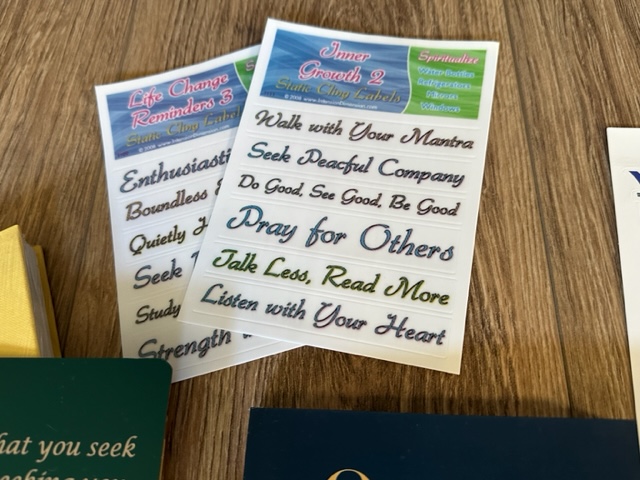 Life Change
Reminders 3
Static Cling Labels
Enthusiasti
Boundless
Quietly
Seek
Study
Strength
Inner
Growth 2
Static Cling Labels
Spiritualize
Water Bottles
Refrigerators
Mirrors
Windows
Walk with Your Mantra
Seek Peacful Company
Do Good, See Good, Be Good
Pray for Others
Talk Less, Read More
Listen with Your Heart
hat you seek